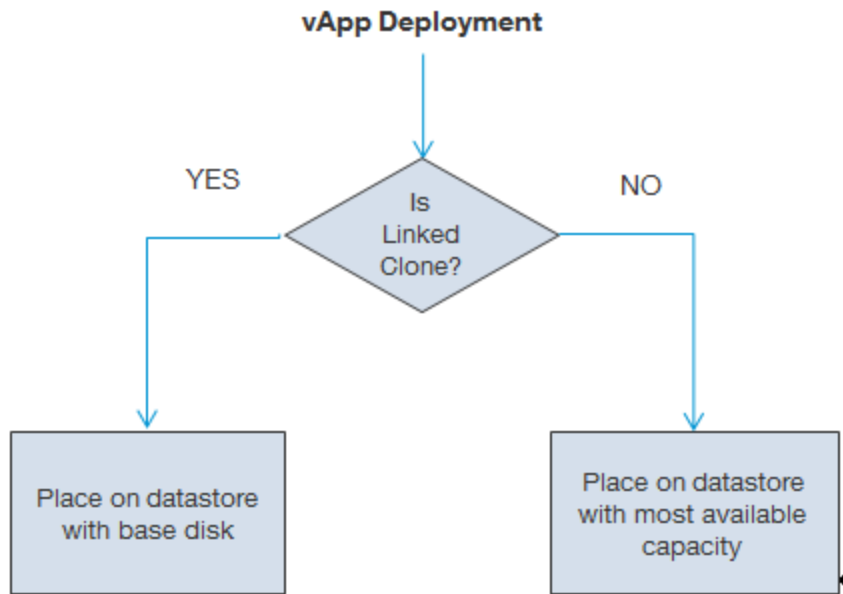 vApp Deployment
YES
NO
Is
Linked
Clone?
Place on datastore
with base disk
Place on datastore
with most available
capacity